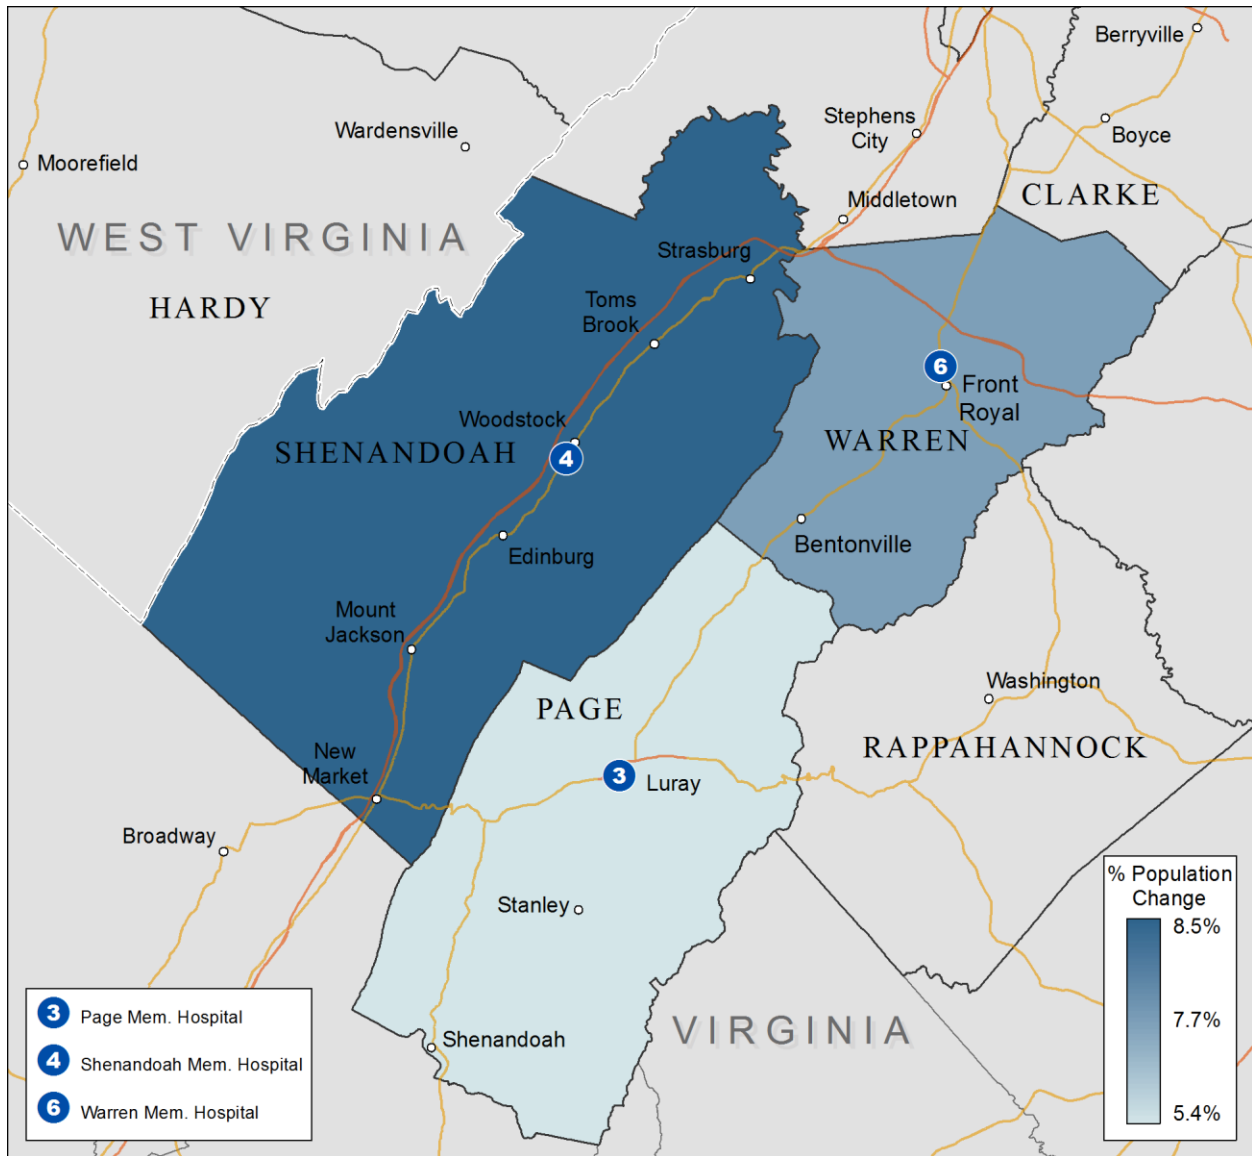 Berryville
Stephens
City
Wardensville
Boyce
Moorefield
CLARKE
Middletown
WEST VIRGINIA
Strasburg
HARDY
Toms
Brook
6
Front
Royal
Woodstock
WARREN
SHENANDOAH
4
Bentonville
Edinburg
Mount
Jackson
Washington
PAGE
RAPPAHANNOCK
New
Market
3
Luray
Broadway
% Population
Change
8.5%
7.7%
5.4%
Stanley
VIRGINIA
Shenandoah
3 Page Mem. Hospital
4 Shenandoah Mem. Hospital
6 Warren Mem. Hospital